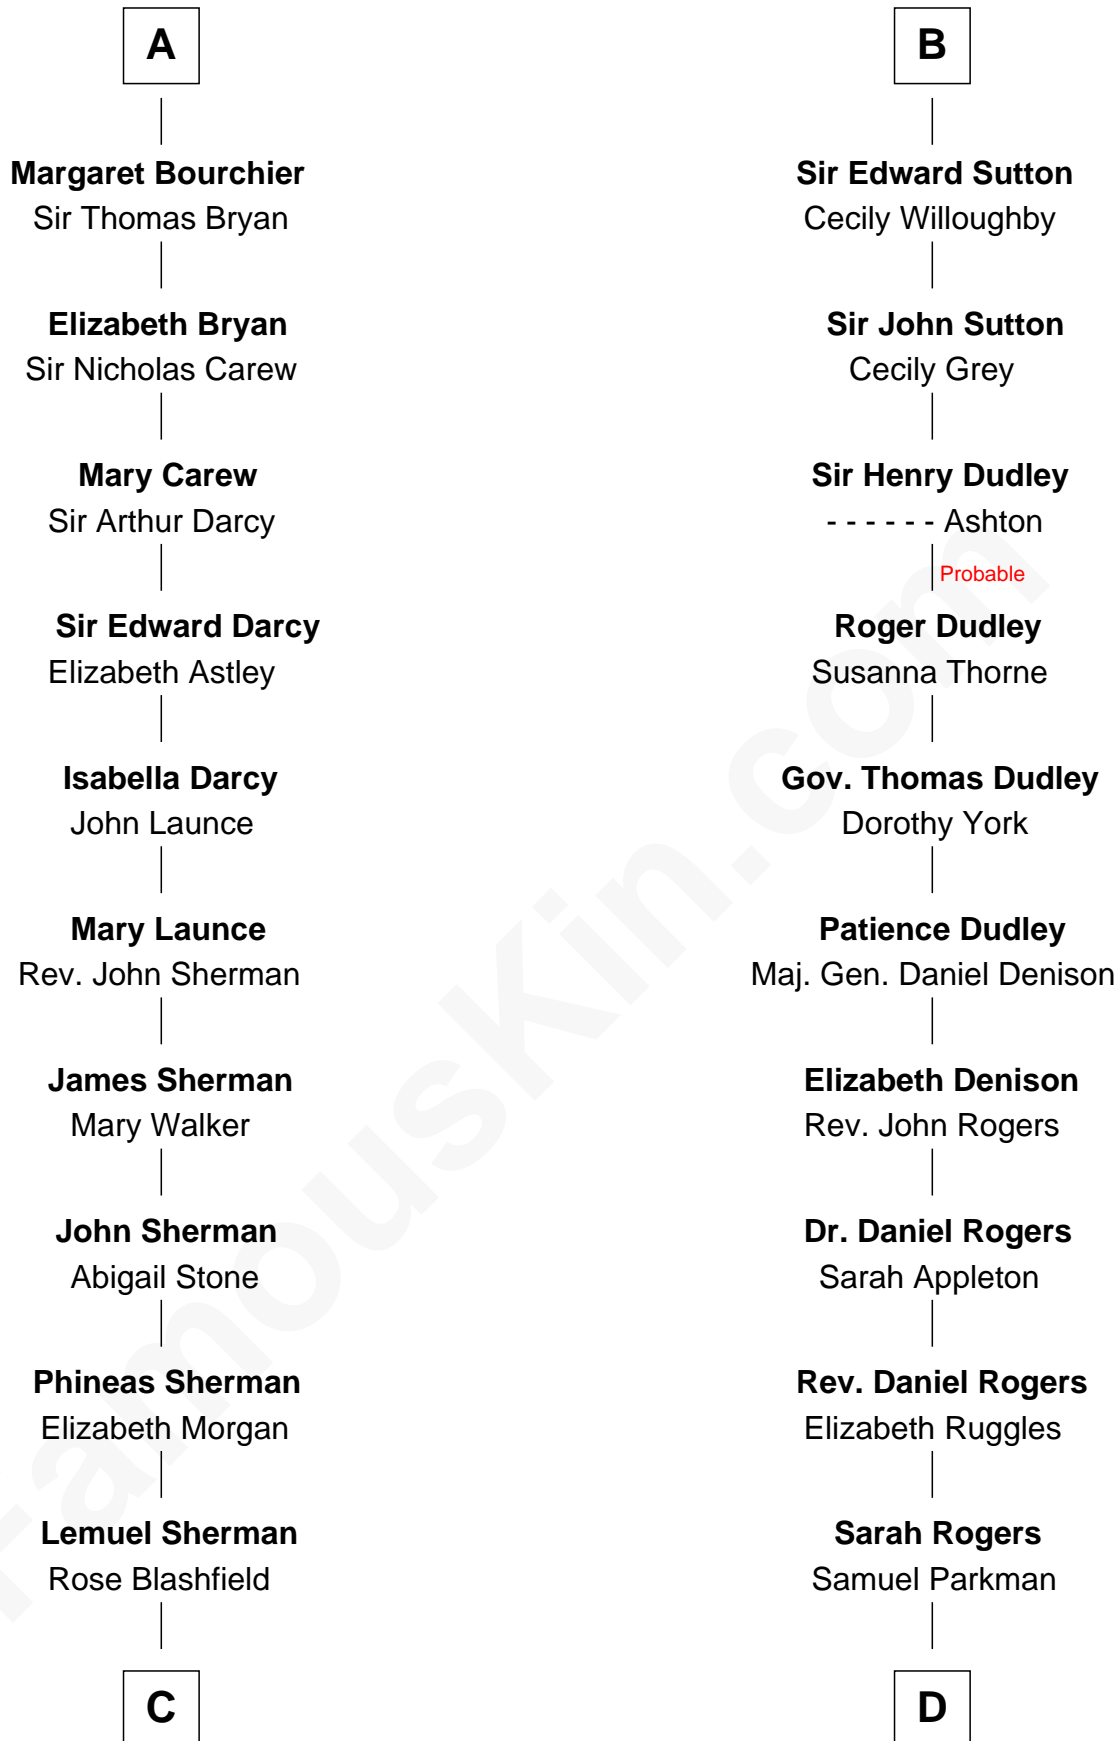 A
Margaret Bourchier
Sir Thomas Bryan
Elizabeth Bryan
Sir Nicholas Carew
Mary Carew
Sir Arthur Darcy
Sir Edward Darcy
Elizabeth Astley
Isabella Darcy
John Launce
Mary Launce
Rev. John Sherman
James Sherman
Mary Walker
John Sherman
Abigail Stone
Phineas Sherman
Elizabeth Morgan
Lemuel Sherman
Rose Blashfield
C
B
Sir Edward Sutton
Cecily Willoughby
Sir John Sutton
Cecily Grey
Sir Henry Dudley
- - - - - - Ashton
Probable
Roger Dudley
Susanna Thorne
Gov. Thomas Dudley
Dorothy York
Patience Dudley
Maj. Gen. Daniel Denison
Elizabeth Denison
Rev. John Rogers
Dr. Daniel Rogers
Sarah Appleton
Rev. Daniel Rogers
Elizabeth Ruggles
Sarah Rogers
Samuel Parkman
D
FamousKin.com